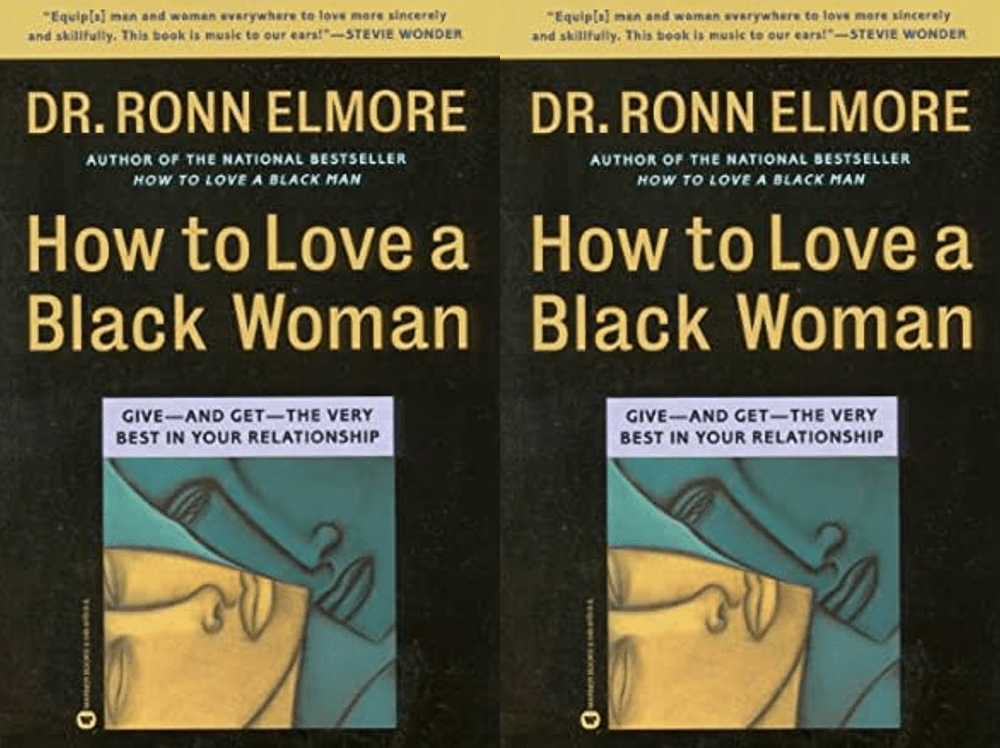 "Equip[s] men and women everywhere to love more sincerely
and skillfully. This book is music to our ears!"—STEVIE WONDER
DR. RONN ELMORE
AUTHOR OF THE NATIONAL BESTSELLER
HOW TO LOVE A BLACK MAN
How to Love a
Black Woman
GIVE—AND GET—THE VERY
BEST IN YOUR RELATIONSHIP
"Equip[s] men and women everywhere to love more sincerely
and skillfully. This book is music to our ears!"—STEVIE WONDER
DR. RONN ELMORE
AUTHOR OF THE NATIONAL BESTSELLER
HOW TO LOVE A BLACK MAN
How to Love a
Black Woman
GIVE—AND GET—THE VERY
BEST IN YOUR RELATIONSHIP